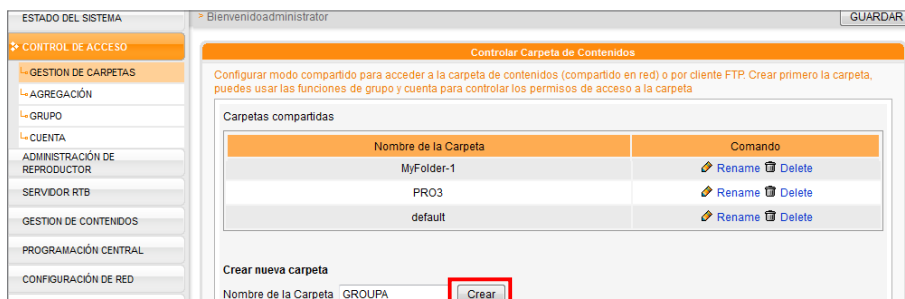 ESTADO DEL SISTEMA
CONTROL DE ACCESO
GESTION DE CARPETAS
AGREGACIÓN
GRUPO
CUENTA
ADMINISTRACIÓN DE
REPRODUCTOR
SERVIDOR RTB
GESTION DE CONTENIDOS
PROGRAMACIÓN CENTRAL
CONFIGURACIÓN DE RED
> Bienvenidoadministrator
GUARDAR
Controlar Carpeta de Contenidos
Configurar modo compartido para acceder a la carpeta de contenidos (compartido en red) o por cliente FTP. Crear primero la carpeta,
puedes usar las funciones de grupo y cuenta para controlar los permisos de acceso a la carpeta
Carpetas compartidas
Nombre de la Carpeta Comando
MyFolder-1 Rename Delete
PRO3 Rename Delete
default Rename Delete
Crear nueva carpeta
Nombre de la Carpeta GROUPA Crear